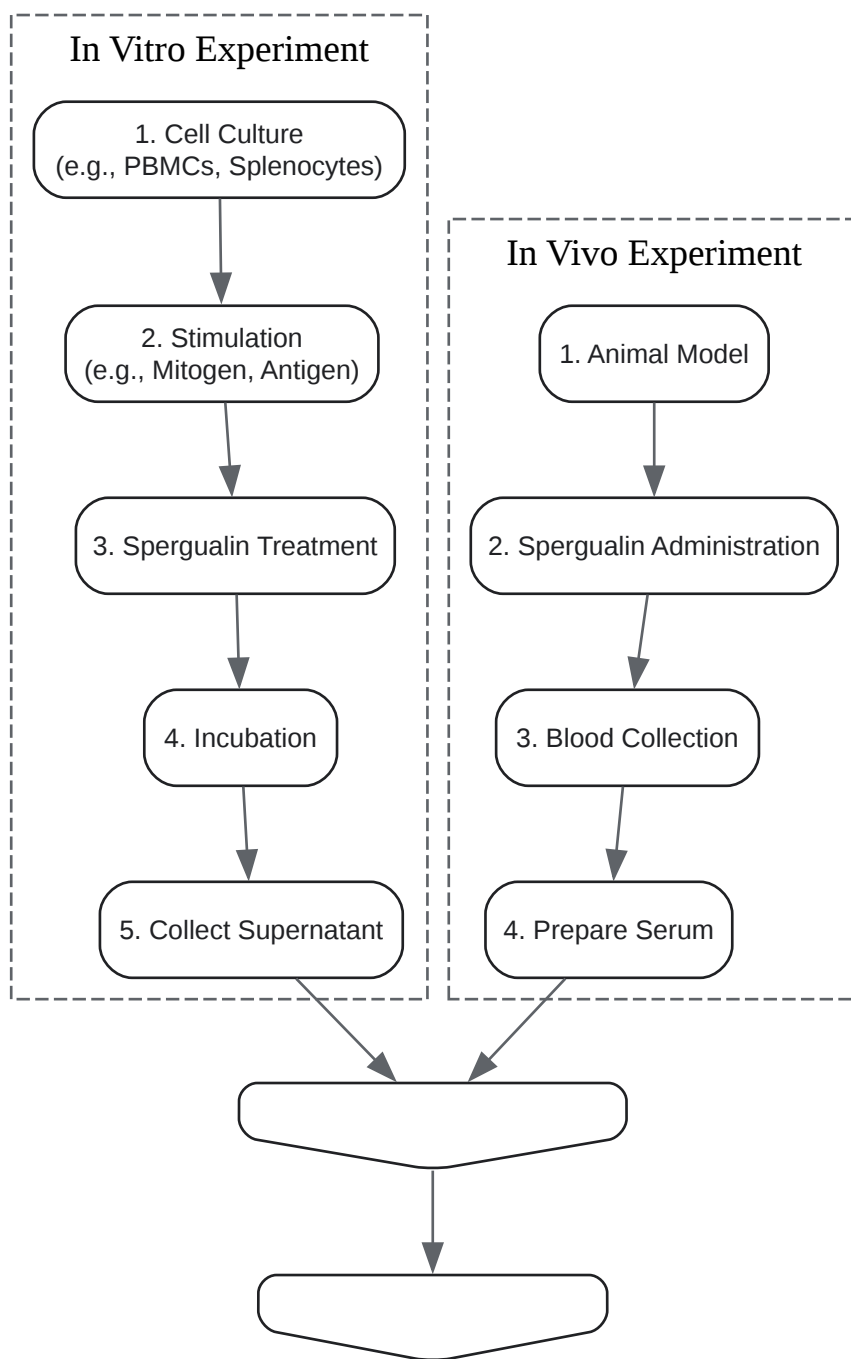 In Vitro Experiment
1. Cell Culture
(e.g., PBMCs, Splenocytes)
2. Stimulation
(e.g., Mitogen, Antigen)
3. Spergualin Treatment
4. Incubation
5. Collect Supernatant
In Vivo Experiment
1. Animal Model
2. Spergualin Administration
3. Blood Collection
4. Prepare Serum